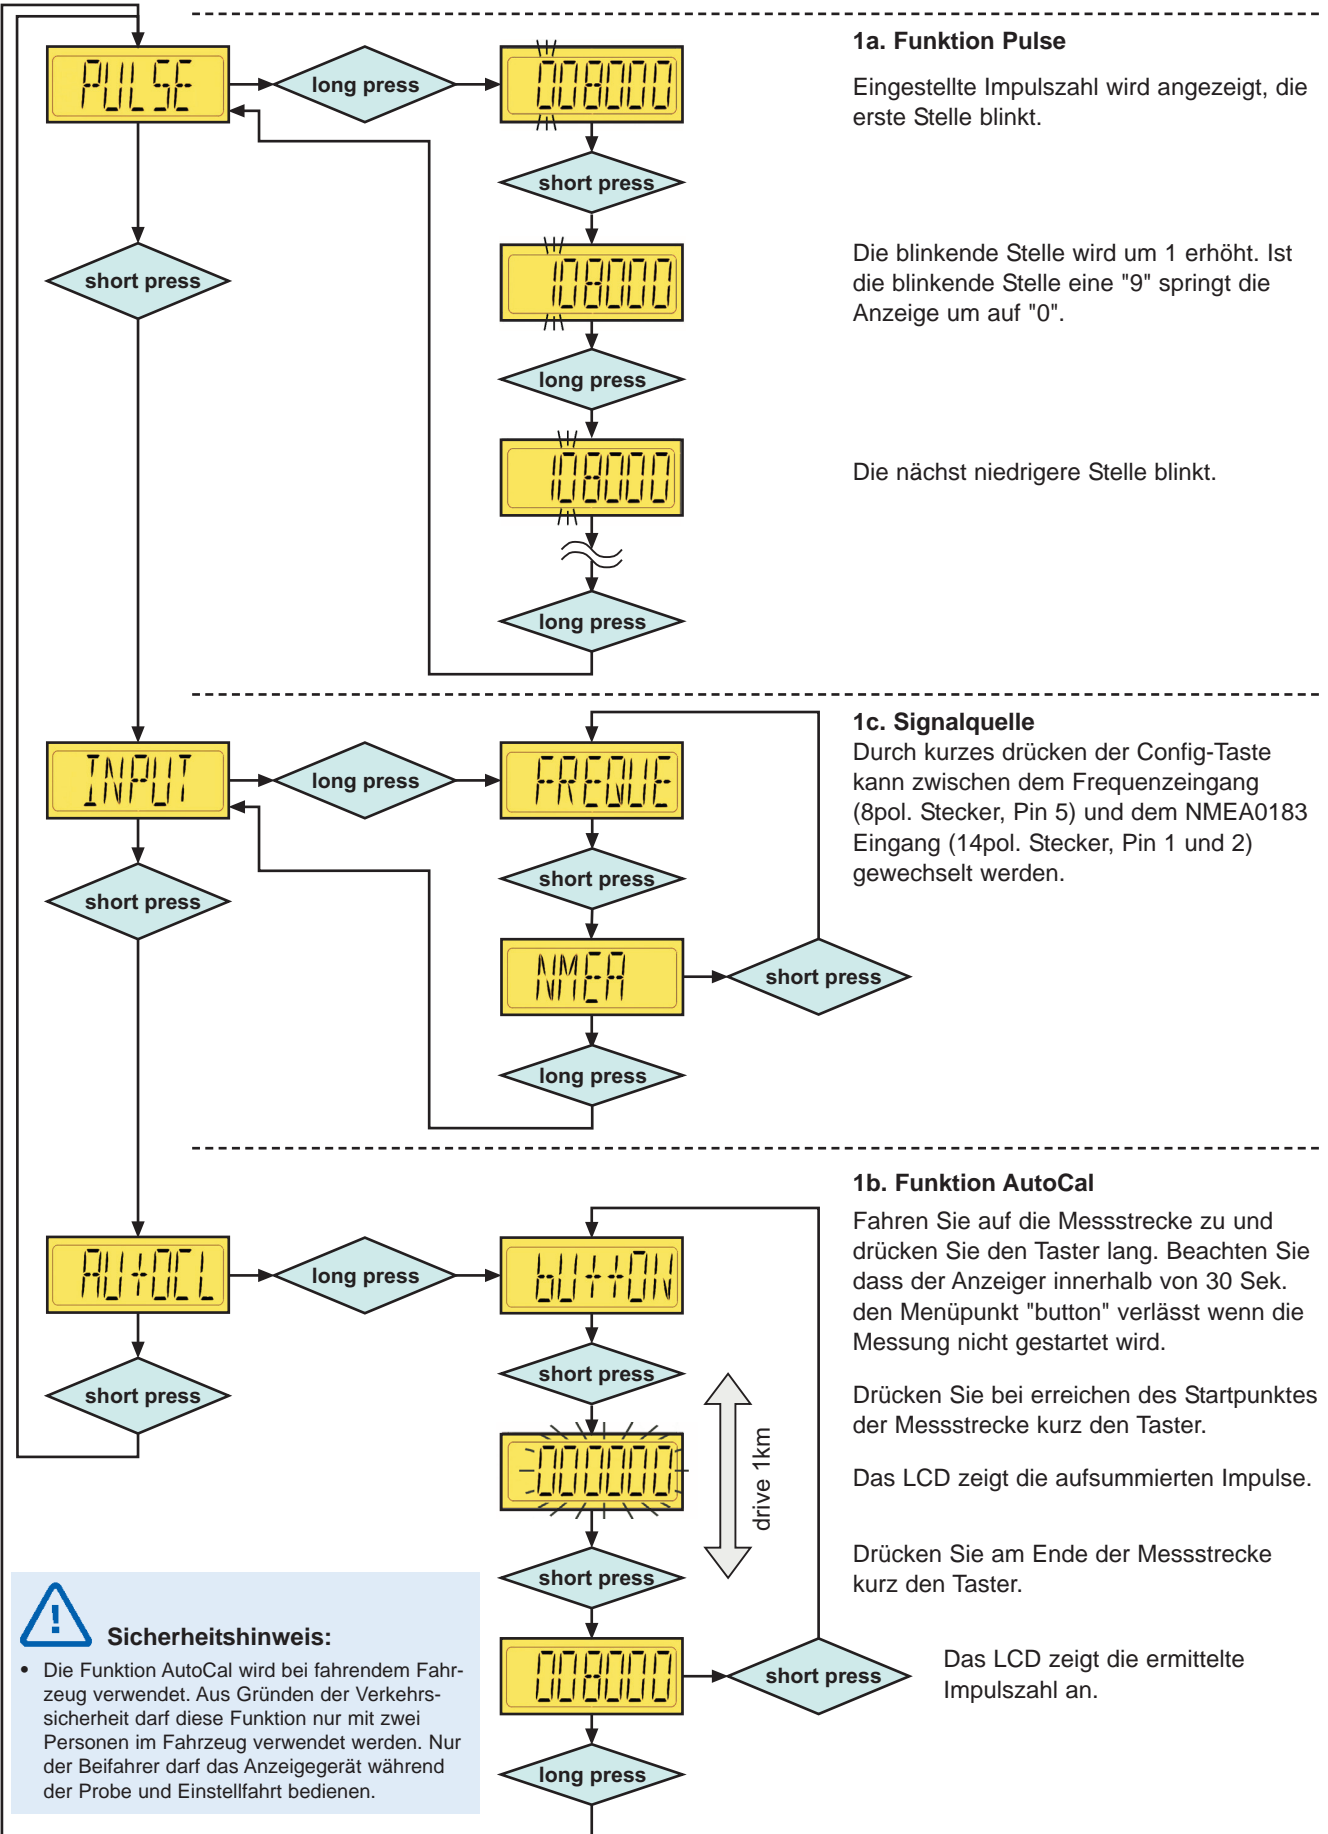 1a. Funktion Pulse
PULSE
long press
008000
Eingestellte Impulszahl wird angezeigt, die
erste Stelle blinkt.
short press
short press
108000
Die blinkende Stelle wird um 1 erhöht. Ist
die blinkende Stelle eine "9" springt die
Anzeige um auf "0".
long press
108000
Die nächst niedrigere Stelle blinkt.
long press
1c. Signalquelle
INPUT
long press
FREQUE
Durch kurzes drücken der Config-Taste
kann zwischen dem Frequenzeingang
(8pol. Stecker, Pin 5) und dem NMEA0183
Eingang (14pol. Stecker, Pin 1 und 2)
gewechselt werden.
short press
short press
NMEA
short press
long press
1b. Funktion AutoCal
AUtOCL
long press
bUttON
Fahren Sie auf die Messstrecke zu und
drücken Sie den Taster lang. Beachten Sie
dass der Anzeiger innerhalb von 30 Sek.
den Menüpunkt "button" verlässt wenn die
Messung nicht gestartet wird.
short press
short press
Drücken Sie bei erreichen des Startpunktes
der Messstrecke kurz den Taster.
000000
drive 1km
Das LCD zeigt die aufsummierten Impulse.
short press
Drücken Sie am Ende der Messstrecke
kurz den Taster.
008000
short press
Das LCD zeigt die ermittelte
Impulszahl an.
long press
Sicherheitshinweis:
• Die Funktion AutoCal wird bei fahrendem Fahr-
zeug verwendet. Aus Gründen der Verkehrs-
sicherheit darf diese Funktion nur mit zwei
Personen im Fahrzeug verwendet werden. Nur
der Beifahrer darf das Anzeigegerät während
der Probe und Einstellfahrt bedienen.